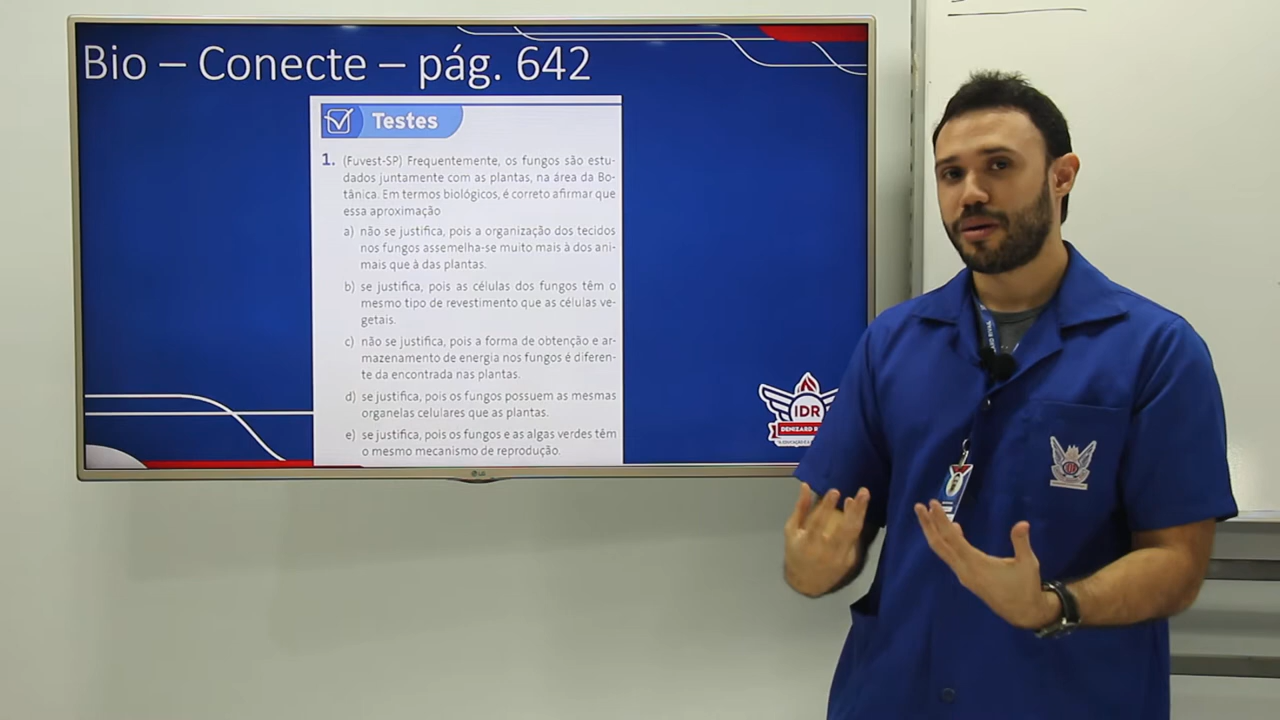 Bio – Conecte – pág. 642
Testes
1. (Fuvest-SP) Frequentemente, os fungos são estu-
dados juntamente com as plantas, na área da Bo-
tânica. Em termos biológicos, é correto afirmar que
essa aproximação
a) não se justifica, pois a organização dos tecidos
nos fungos assemelha-se muito mais à dos ani-
mais que à das plantas.
b) se justifica, pois as células dos fungos têm o
mesmo tipo de revestimento que as células ve-
getais.
c) não se justifica, pois a forma de obtenção e ar-
mazenamento de energia nos fungos é diferen-
te da encontrada nas plantas.
d) se justifica, pois os fungos possuem as mesmas
organelas celulares que as plantas.
e) se justifica, pois os fungos e as algas verdes têm
o mesmo mecanismo de reprodução.
IDR
DENIZARD R
LG